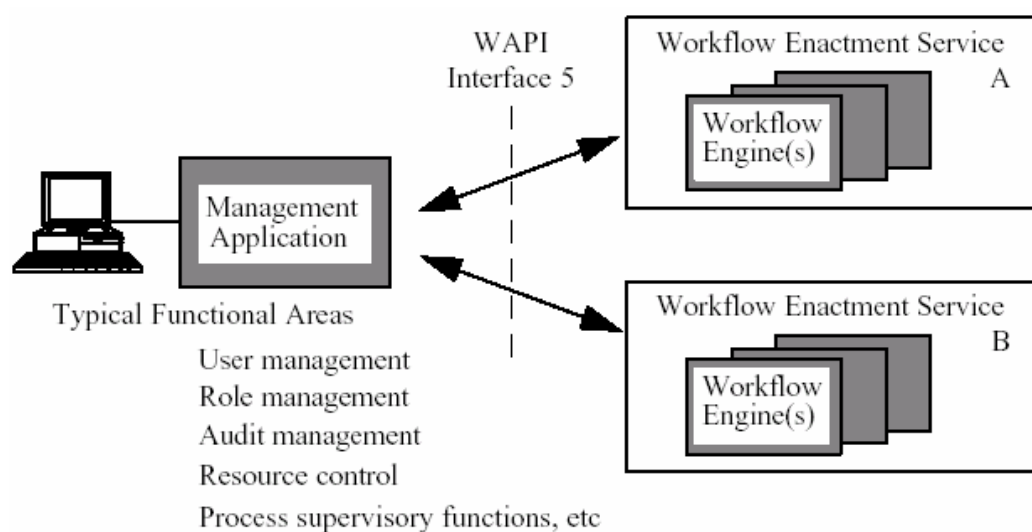 WAPI
Interface 5
Workflow Enactment Service
A
Workflow
Engine(s)
Management
Application
Workflow Enactment Service
B
Workflow
Engine(s)
Typical Functional Areas
User management
Role management
Audit management
Resource control
Process supervisory functions, etc